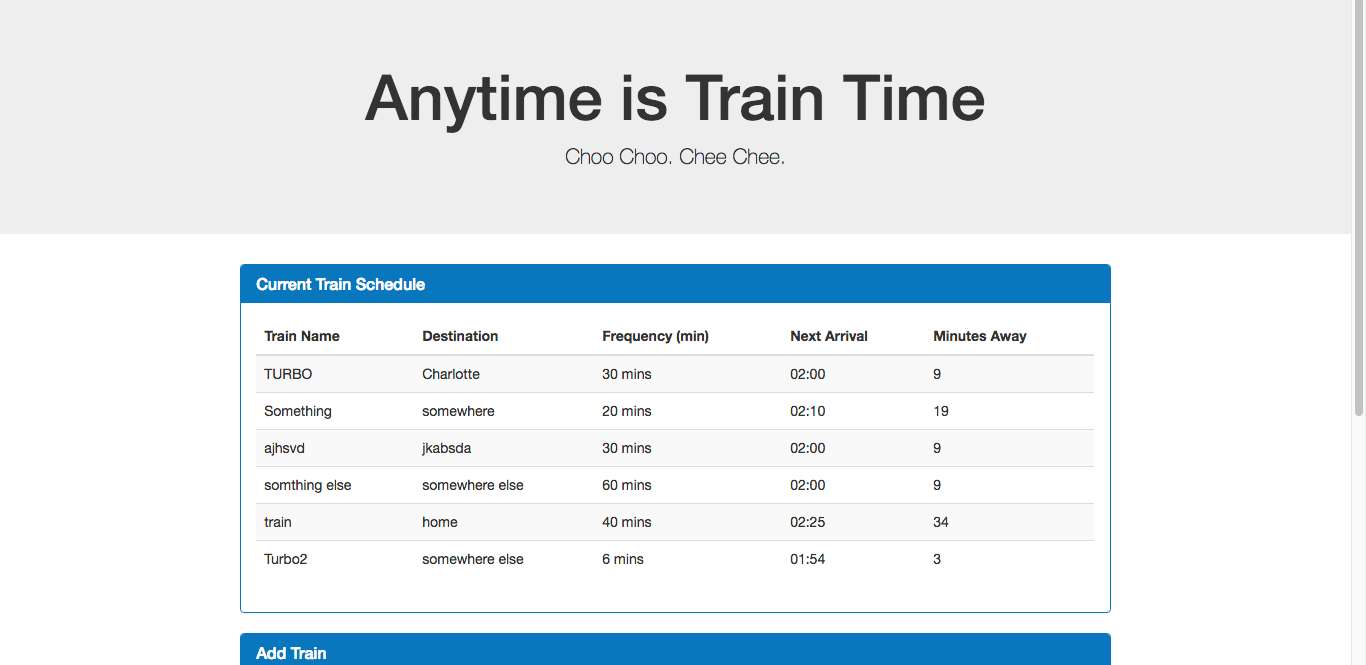 Anytime is Train Time
Choo Choo. Chee Chee.
Current Train Schedule
Train Name Destination Frequency (min) Next Arrival Minutes Away
TURBO Charlotte 30 mins 02:00 9
Something somewhere 20 mins 02:10 19
ajhsvd jkabsda 30 mins 02:00 9
somthing else somewhere else 60 mins 02:00 9
train home 40 mins 02:25 34
Turbo2 somewhere else 6 mins 01:54 3
Add Train